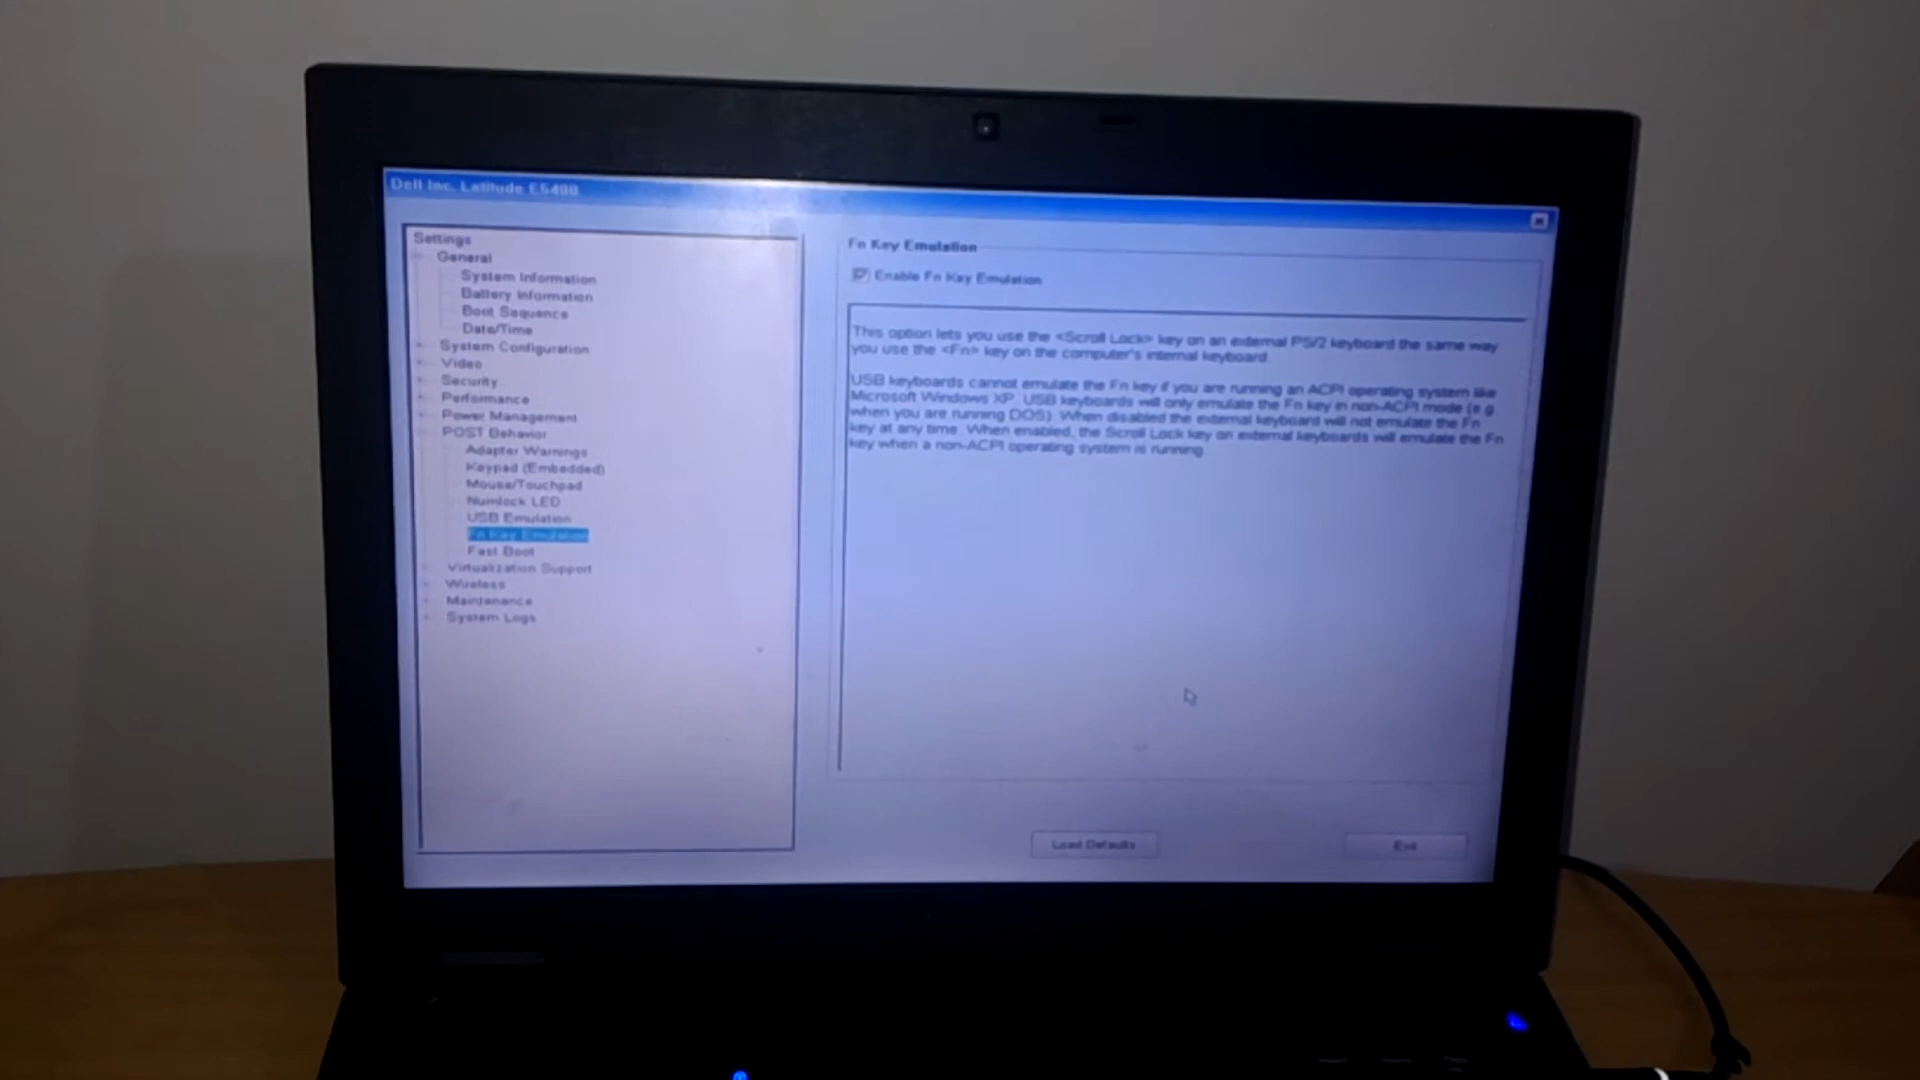 Dell Inc. Latitude E5400
Settings
General
System Information
Battery Information
Boot Sequence
Date/Time
System Configuration
Video
Security
Performance
Power Management
POST Behavior
Adapter Warnings
Keypad (Embedded)
Mouse/Touchpad
Numlock LED
USB Emulation
Fn Key Emulation
Fast Boot
Virtualization Support
Wireless
Maintenance
System Logs
Fn Key Emulation
Enable Fn Key Emulation
This option lets you use the <Scroll Lock> key on an external PS/2 keyboard the same way
you use the <Fn> key on the computer's internal keyboard.
USB keyboards cannot emulate the Fn key if you are running an ACPI operating system like
Microsoft Windows XP. USB keyboards will only emulate the Fn key in non-ACPI mode (e.g.
when you are running DOS). When disabled the external keyboard will not emulate the Fn
key at any time. When enabled, the Scroll Lock key on external keyboards will emulate the Fn
key when a non-ACPI operating system is running.
Load Defaults
Exit